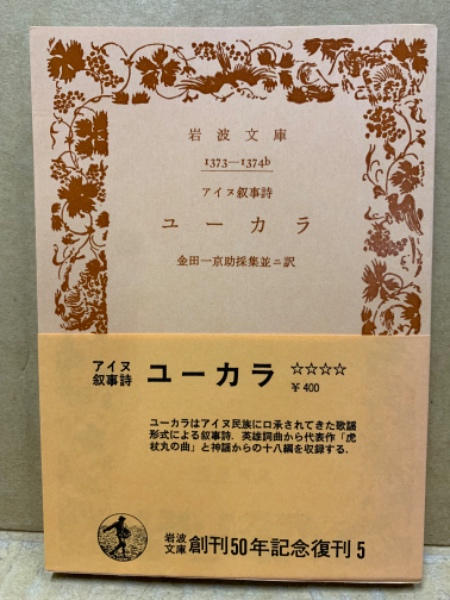 岩波文庫
1373—1374b
アイヌ叙事詩
ユーカラ
金田一京助採集並ニ訳
アイヌ
叙事詩 ユーカラ ☆☆☆☆
￥400
ユーカラはアイヌ民族に口承されてきた歌謡
形式による叙事詩．英雄詞曲から代表作「虎
杖丸の曲」と神謡からの十八編を収録する．
岩波
文庫 創刊50年記念復刊 5